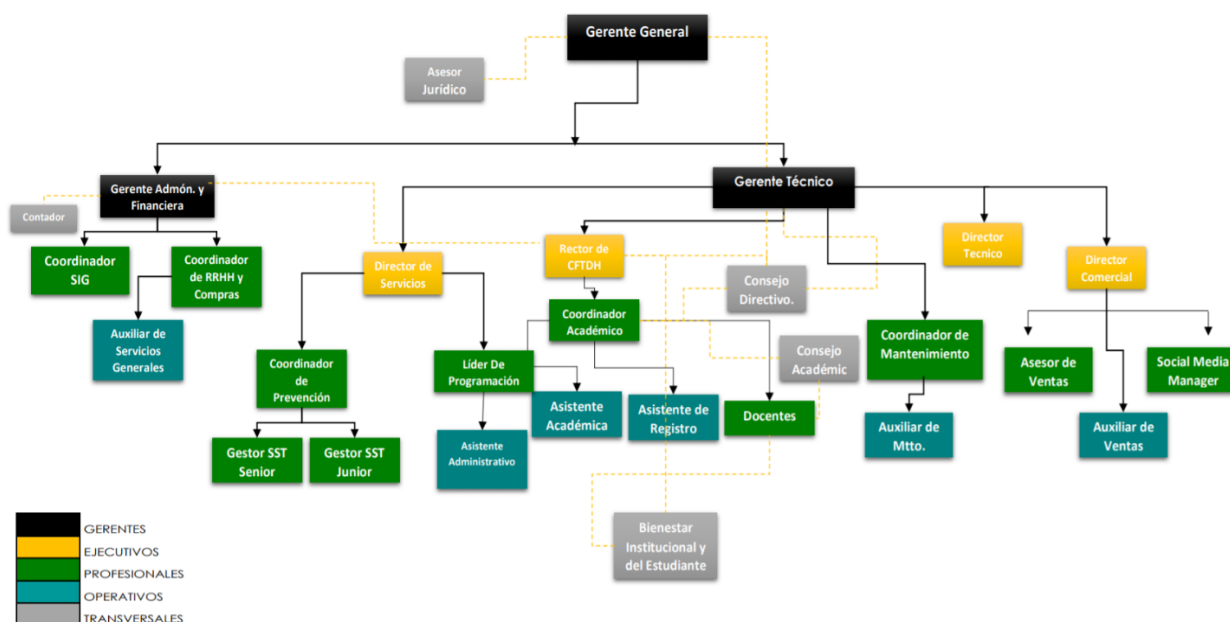 Gerente General
Asesor
Jurídico
Gerente Admón. y
Financiera
Gerente Técnico
Contador
Coordinador
SIG
Coordinador
de RRHH y
Compras
Director de
Servicios
Rector de
CFTDH
Director
Tecnico
Director
Comercial
Consejo
Directivo.
Auxiliar de
Servicios
Generales
Coordinador
Académico
Coordinador de
Mantenimiento
Consejo
Académic
Coordinador
de
Prevención
Líder De
Programación
Asesor de
Ventas
Social Media
Manager
Asistente
Académica
Asistente de
Registro
Docentes
Auxiliar de
Mtto.
Auxiliar de
Ventas
Gestor SST
Senior
Gestor SST
Junior
Asistente
Administrativo
Bienestar
Institucional y
del Estudiante
GERENTES
EJECUTIVOS
PROFESIONALES
OPERATIVOS
TRANSVERSALES